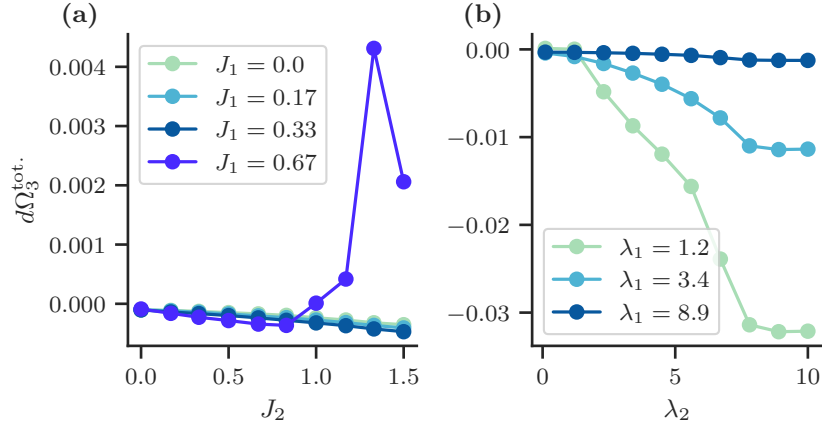 (a)
0.004
0.003
0.002
0.001
0.000
0.0
0.5
1.0
1.5
J₂
dΩ₃ᵗᵒᵗ·
J₁ = 0.0
J₁ = 0.17
J₁ = 0.33
J₁ = 0.67
(b)
0.00
−0.01
−0.02
−0.03
0
5
10
λ₂
λ₁ = 1.2
λ₁ = 3.4
λ₁ = 8.9